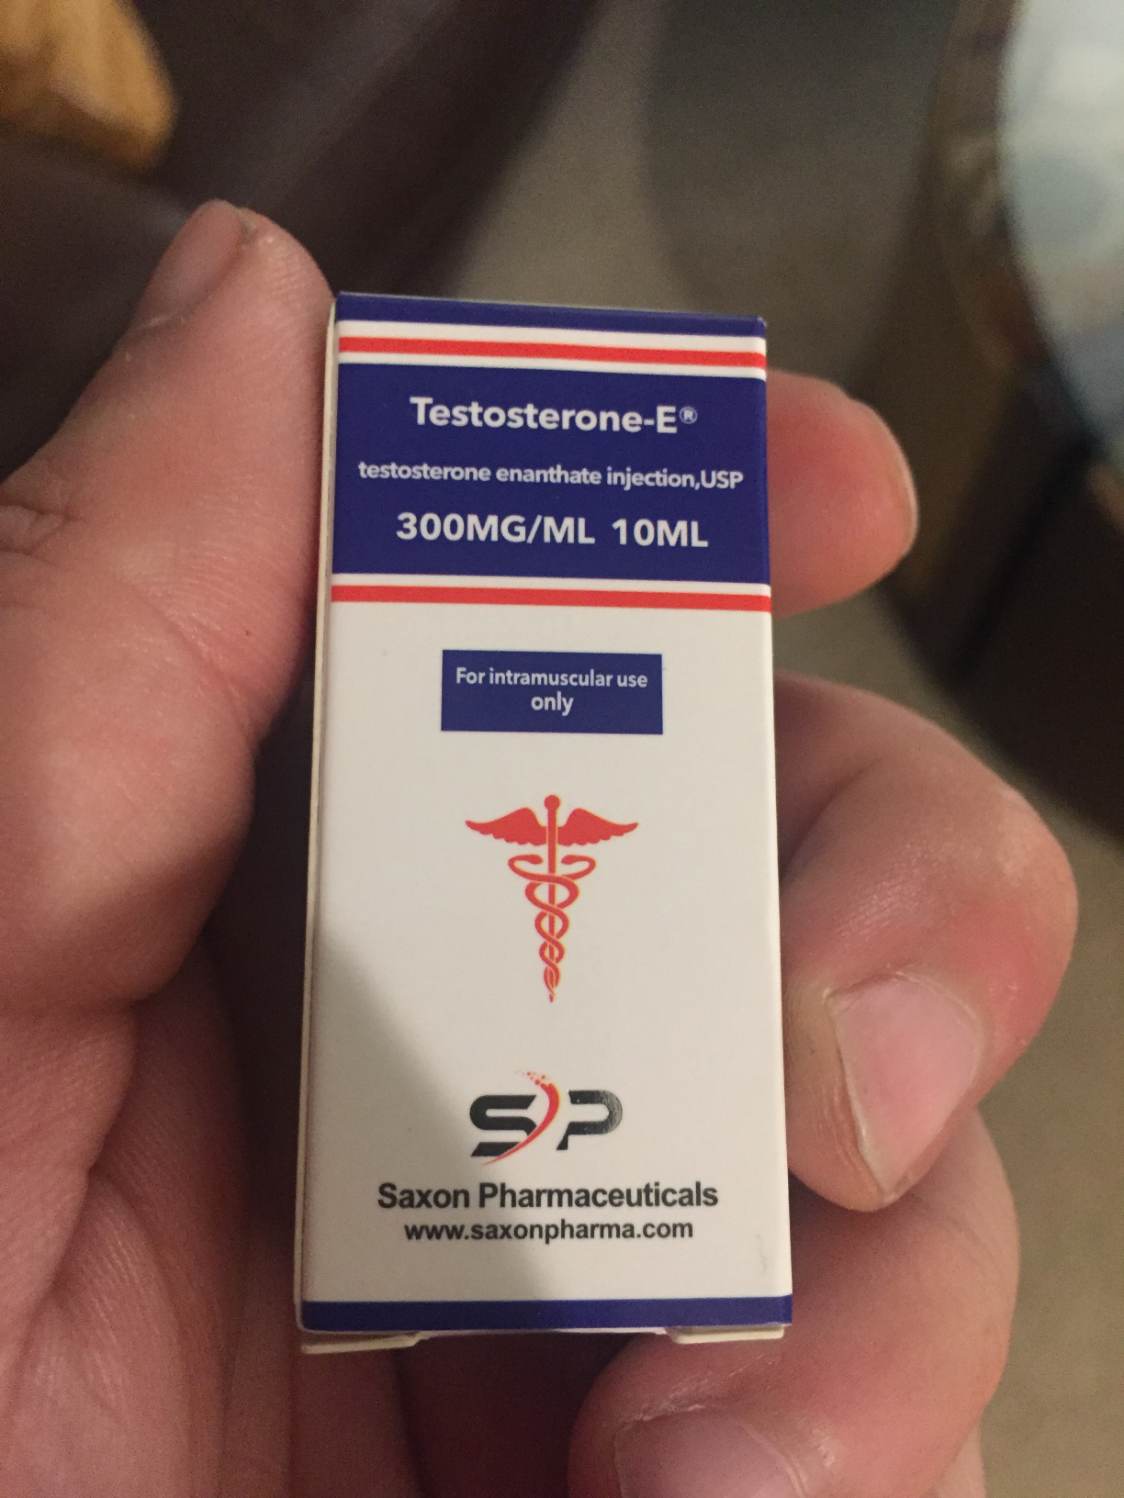 Testosterone-E®
testosterone enanthate injection,USP
300MG/ML 10ML
For intramuscular use
only
SP
Saxon Pharmaceuticals
www.saxonpharma.com